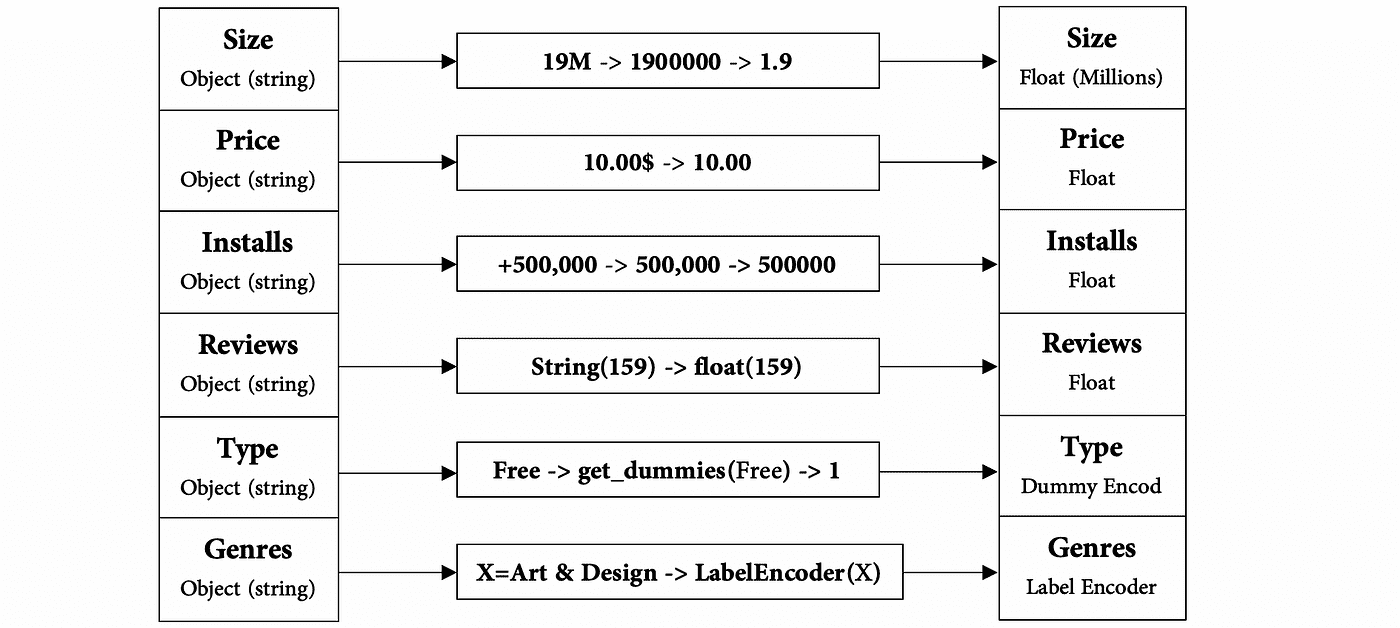 Size
Object (string)
19M -> 1900000 -> 1.9
Size
Float (Millions)
Price
Object (string)
10.00$ -> 10.00
Price
Float
Installs
Object (string)
+500,000 -> 500,000 -> 500000
Installs
Float
Reviews
Object (string)
String(159) -> float(159)
Reviews
Float
Type
Object (string)
Free -> get_dummies(Free) -> 1
Type
Dummy Encod
Genres
Object (string)
X=Art & Design -> LabelEncoder(X)
Genres
Label Encoder